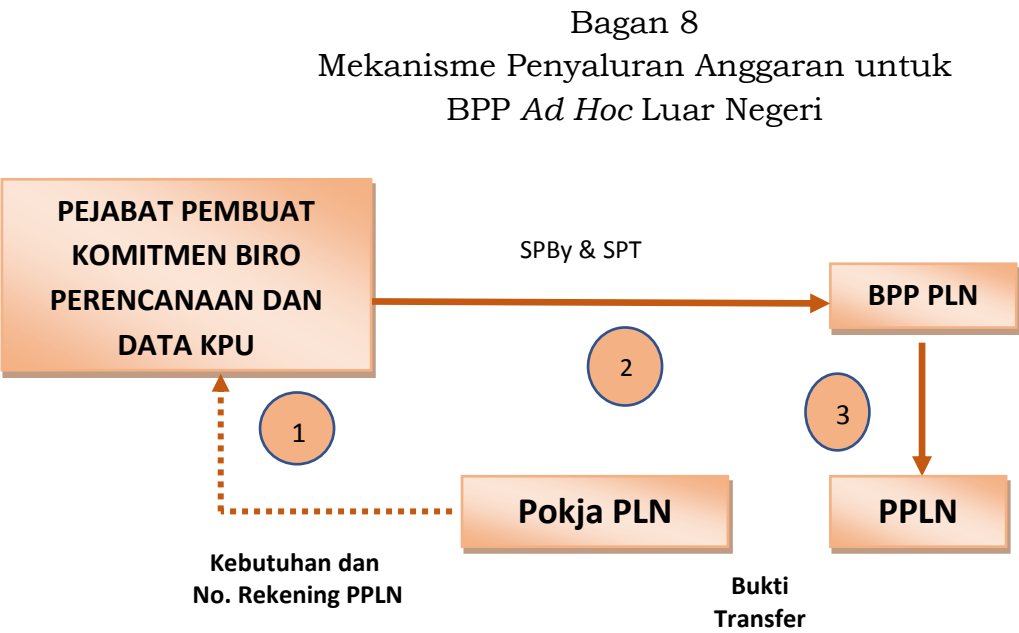 Bagan 8
Mekanisme Penyaluran Anggaran untuk
BPP Ad Hoc Luar Negeri
PEJABAT PEMBUAT
KOMITMEN BIRO
PERENCANAAN DAN
DATA KPU
SPBy & SPT
BPP PLN
2
3
1
Pokja PLN
PPLN
Kebutuhan dan
No. Rekening PPLN
Bukti
Transfer